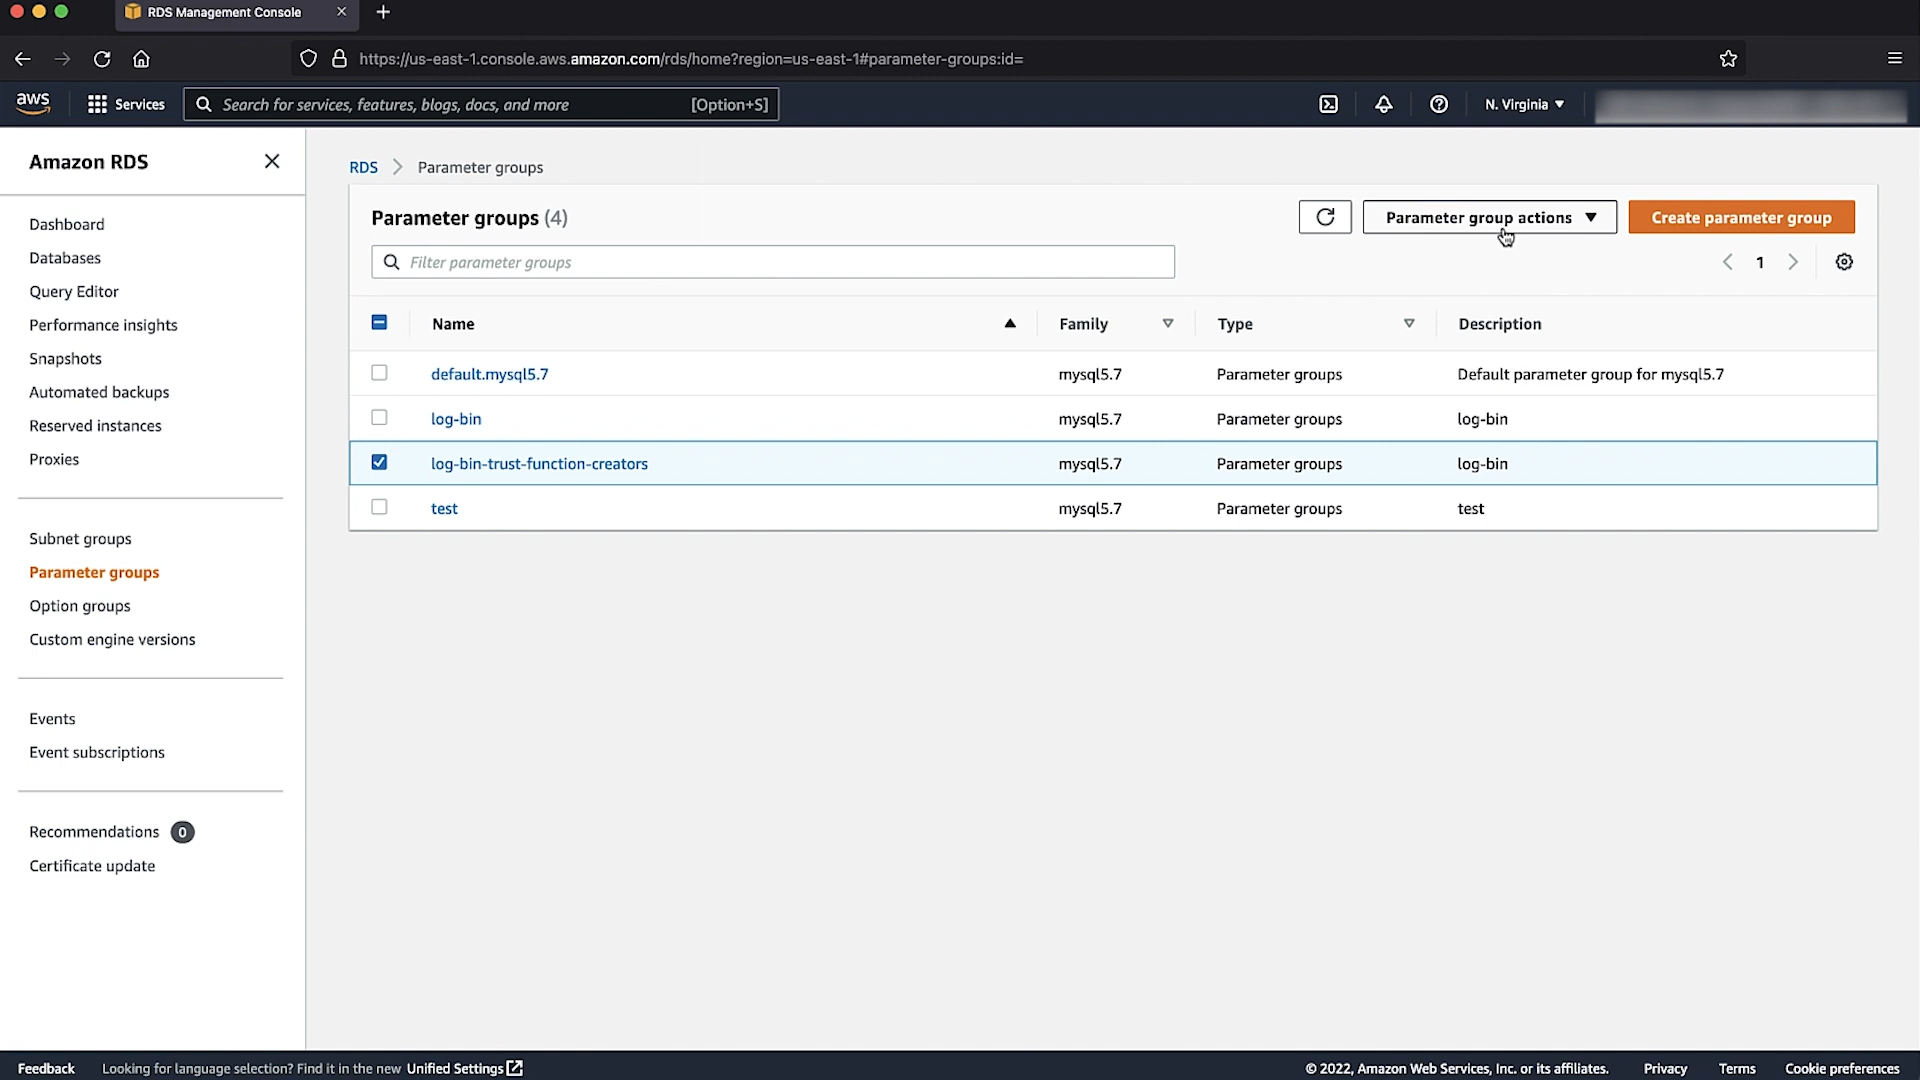 RDS Management Console
https://us-east-1.console.aws.amazon.com/rds/home?region=us-east-1#parameter-groups:id=
aws
Services
Search for services, features, blogs, docs, and more
[Option+S]
N. Virginia
Amazon RDS
Dashboard
Databases
Query Editor
Performance insights
Snapshots
Automated backups
Reserved instances
Proxies
Subnet groups
Parameter groups
Option groups
Custom engine versions
Events
Event subscriptions
Recommendations 0
Certificate update
RDS Parameter groups
Parameter groups (4)
Parameter group actions
Create parameter group
Filter parameter groups
1
Name Family Type Description
default.mysql5.7 mysql5.7 Parameter groups Default parameter group for mysql5.7
log-bin mysql5.7 Parameter groups log-bin
log-bin-trust-function-creators mysql5.7 Parameter groups log-bin
test mysql5.7 Parameter groups test
Feedback Looking for language selection? Find it in the new Unified Settings
© 2022, Amazon Web Services, Inc. or its affiliates. Privacy Terms Cookie preferences